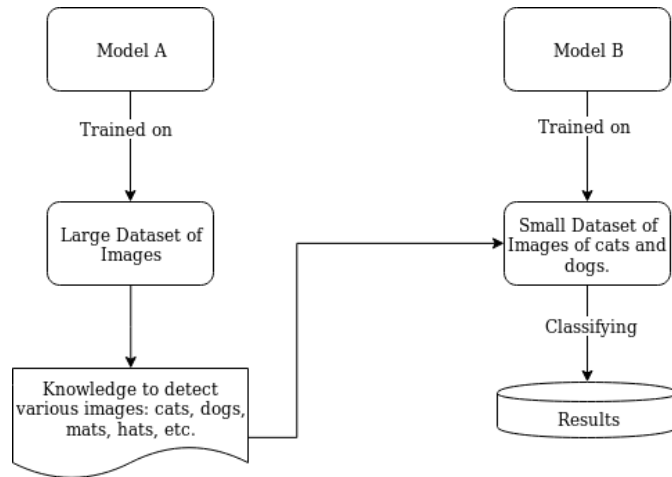 Model A
Trained on
Large Dataset of
Images
Knowledge to detect
various images: cats, dogs,
mats, hats, etc.
Model B
Trained on
Small Dataset of
Images of cats and
dogs.
Classifying
Results